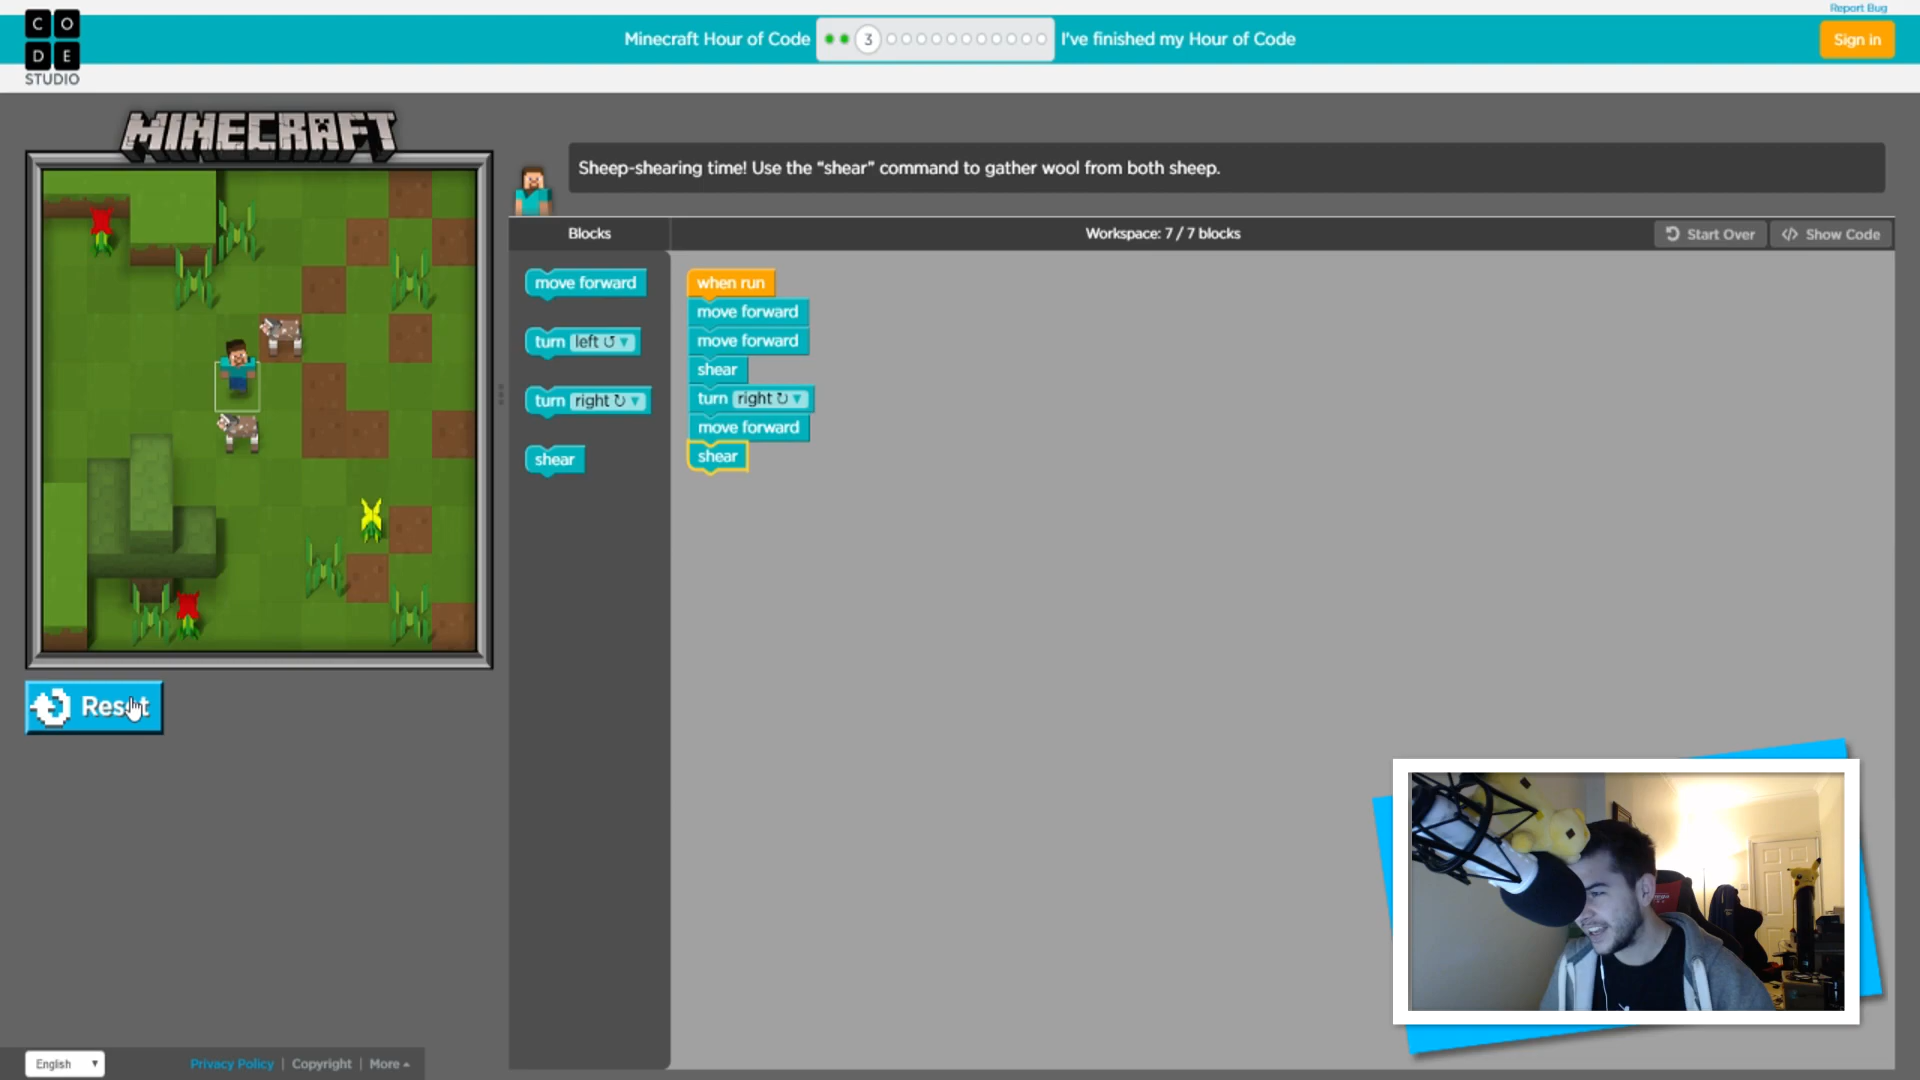 Report Bug
C O
D E
STUDIO
Minecraft Hour of Code
3
I've finished my Hour of Code
Sign in
MINECRAFT
Sheep-shearing time! Use the “shear” command to gather wool from both sheep.
Blocks
Workspace: 7 / 7 blocks
Start Over
</> Show Code
move forward
turn left ↺ ▼
turn right ↻ ▼
shear
when run
move forward
move forward
shear
turn right ↻ ▼
move forward
shear
Reset
English
Privacy Policy | Copyright | More